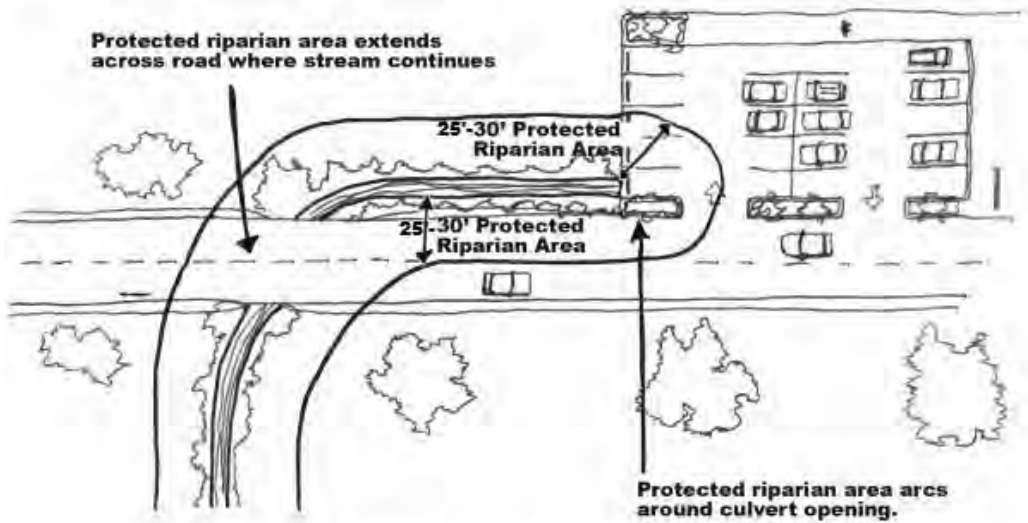 Protected riparian area extends
across road where stream continues
25'-30' Protected
Riparian Area
25'-30' Protected
Riparian Area
Protected riparian area arcs
around culvert opening.